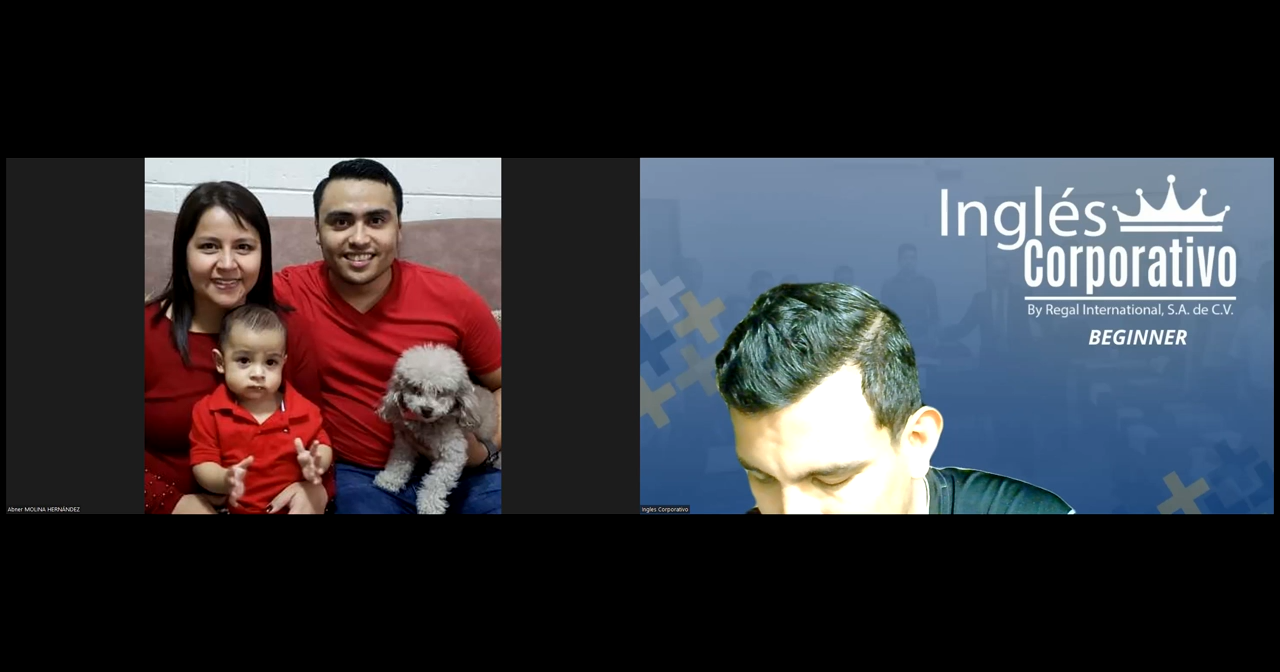 Abner MOLINA HERNÁNDEZ
Inglés
Corporativo
By Regal International, S.A. de C.V.
BEGINNER
Ingles Corporativo